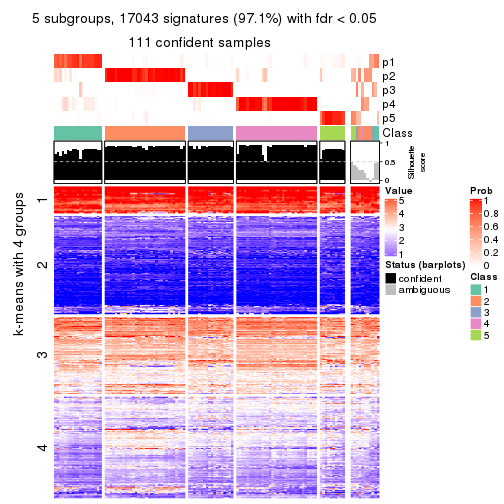 5 subgroups, 17043 signatures (97.1%) with fdr < 0.05
111 confident samples
p1
p2
p3
p4
p5
Class
1
0.5
0
Silhouette
score
k-means with 4 groups
1
2
3
4
Value
5
4
3
2
1
Status (barplots)
confident
ambiguous
Prob
1
0.8
0.6
0.4
0.2
0
Class
1
2
3
4
5